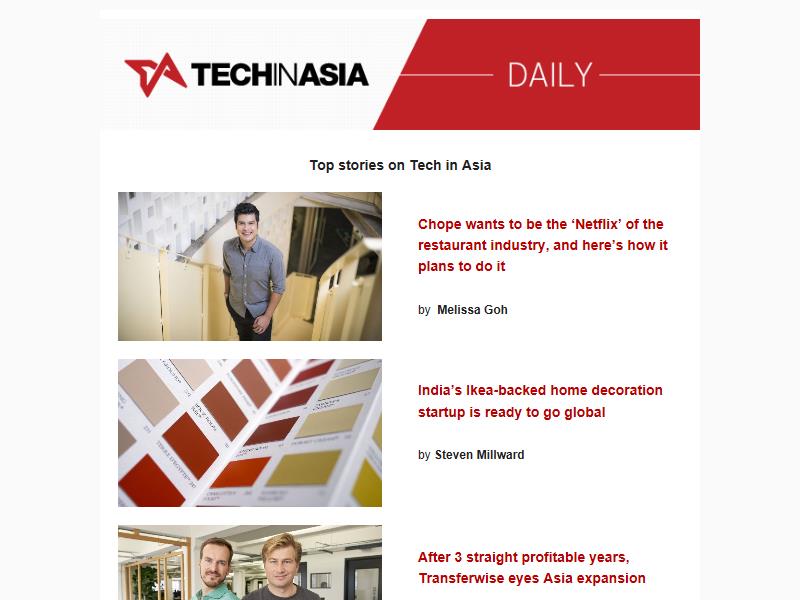 TECHINASIA
DAILY
Top stories on Tech in Asia
Chope wants to be the ‘Netflix’ of the
restaurant industry, and here’s how it
plans to do it
by Melissa Goh
India’s Ikea-backed home decoration
startup is ready to go global
by Steven Millward
After 3 straight profitable years,
Transferwise eyes Asia expansion